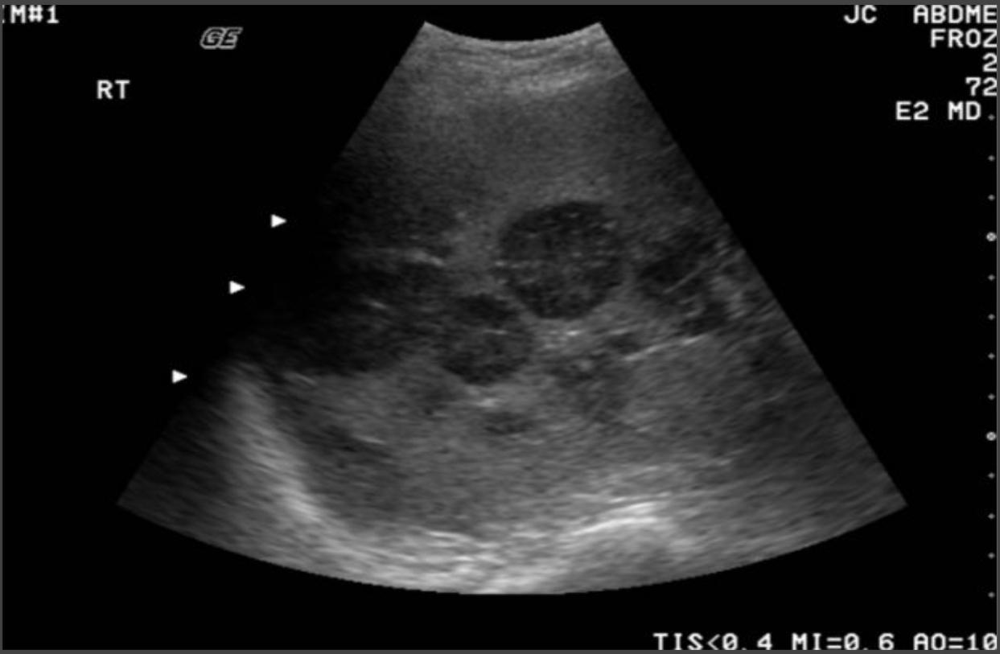 IM#1
GE
JC ABDME
FROZ
RT
2
72
E2 MD
TIS<0.4 MI=0.6 AO=10